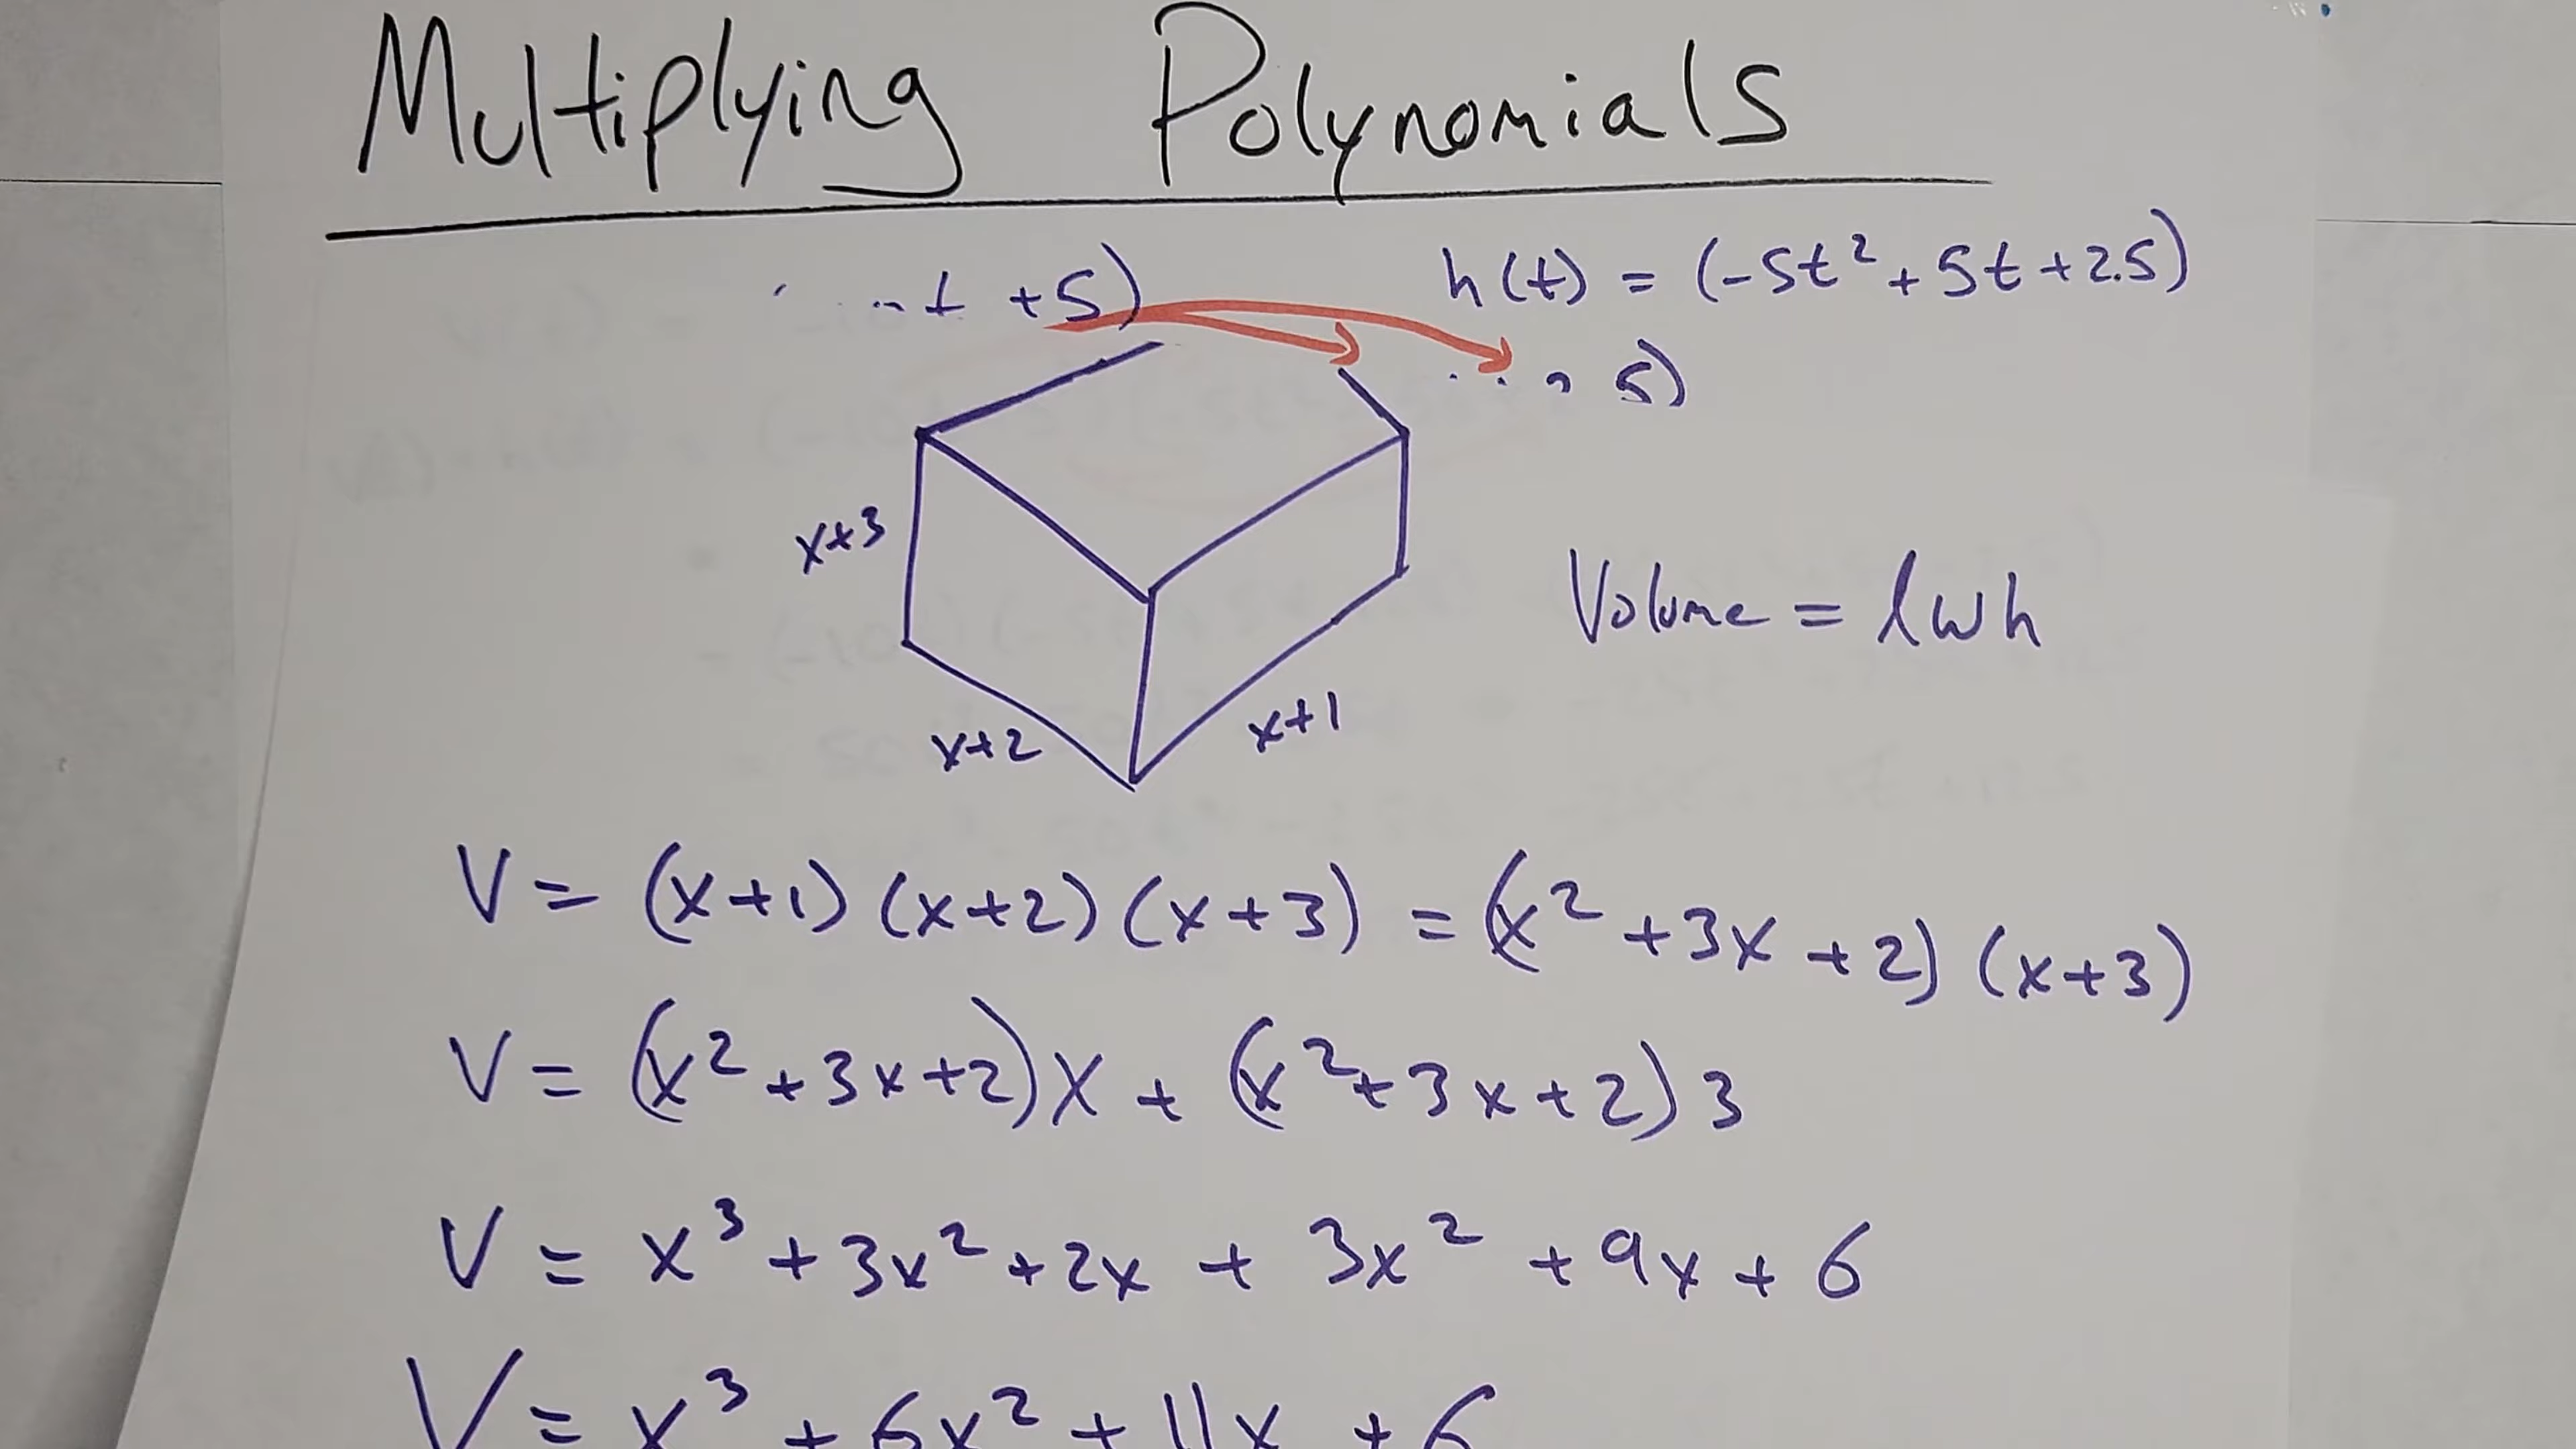 Multiplying Polynomials
+5) h(t) = (-5t² + 5t + 2.5)
5)
x+3
Volume = lwh
x+2 x+1
V = (x+1)(x+2)(x+3) = (x² + 3x + 2)(x+3)
V = (x² + 3x + 2)x + (x² + 3x + 2)3
V = x³ + 3x² + 2x + 3x² + 9x + 6
V = x³ + 6x² + 11x + 6